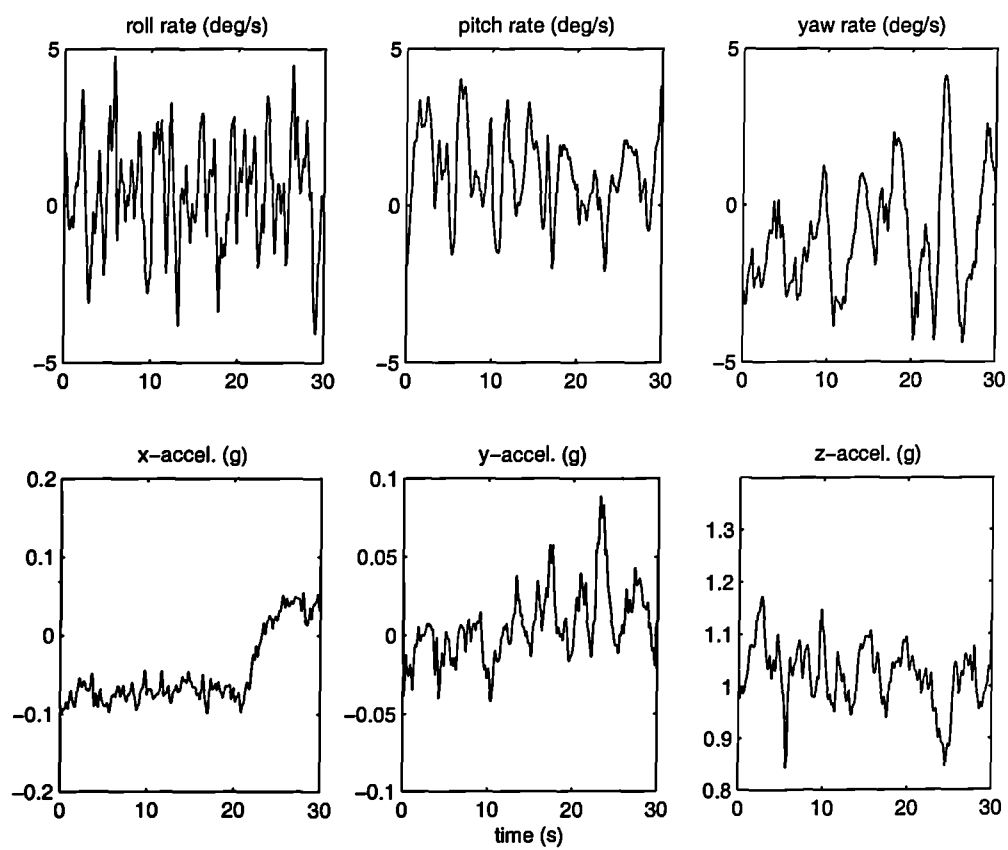 roll rate (deg/s) pitch rate (deg/s) yaw rate (deg/s)
5 5 5
0 0 0
−5 −5 −5
0 10 20 30 0 10 20 30 0 10 20 30
x−accel. (g) y−accel. (g) z−accel. (g)
0.2 0.1
1.3
0.1 0.05
1.2
0 0 1.1
1
−0.1 −0.05
0.9
−0.2 −0.1 0.8
0 10 20 30 0 10 20 30 0 10 20 30
time (s)